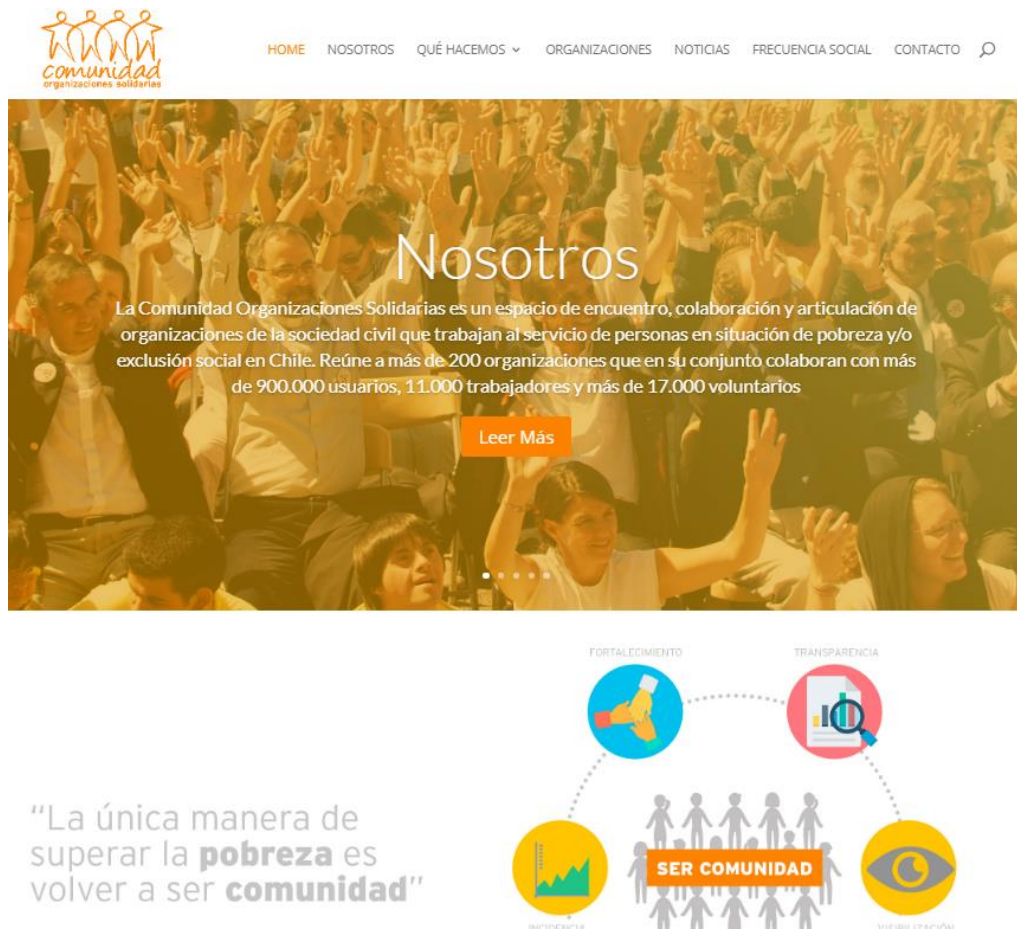 comunidad
organizaciones solidarias
HOME NOSOTROS QUÉ HACEMOS ORGANIZACIONES NOTICIAS FRECUENCIA SOCIAL CONTACTO
Nosotros
La Comunidad Organizaciones Solidarias es un espacio de encuentro, colaboración y articulación de
organizaciones de la sociedad civil que trabajan al servicio de personas en situación de pobreza y/o
exclusión social en Chile. Reúne a más de 200 organizaciones que en su conjunto colaboran con más
de 900.000 usuarios, 11.000 trabajadores y más de 17.000 voluntarios
Leer Más
FORTALECIMIENTO TRANSPARENCIA
"La única manera de
superar la pobreza es
volver a ser comunidad"
SER COMUNIDAD
INCIDENCIA VISIBILIZACIÓN